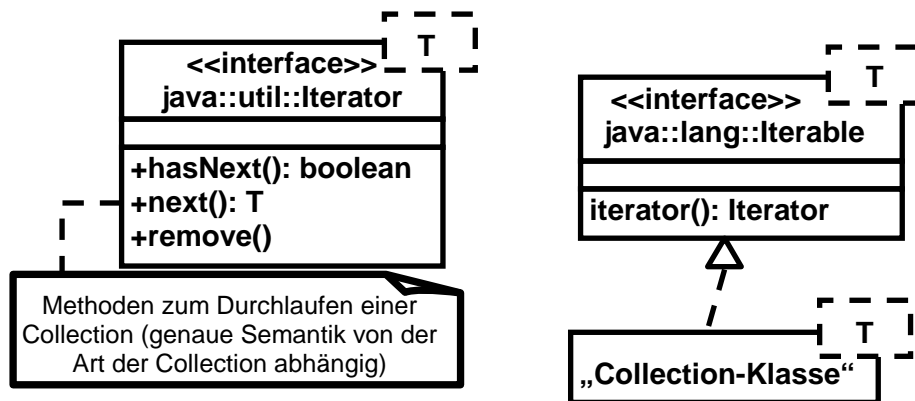 T
<<interface>>
java::util::Iterator
+hasNext(): boolean
+next(): T
+remove()
Methoden zum Durchlaufen einer
Collection (genaue Semantik von der
Art der Collection abhängig)
T
<<interface>>
java::lang::Iterable
iterator(): Iterator
T
„Collection-Klasse“